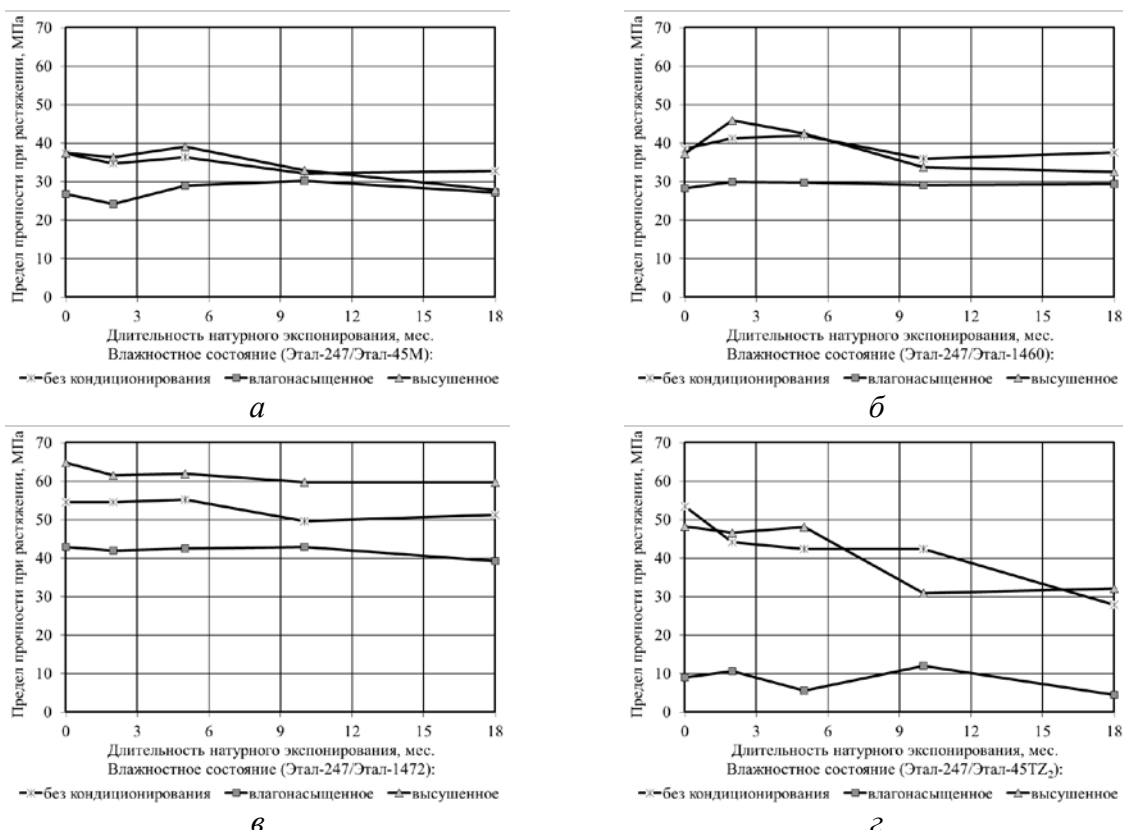 Предел прочности при растяжении, МПа
70
60
50
40
30
20
10
0
0 3 6 9 12 15 18
Длительность натурного экспонирования, мес.
Влажностное состояние (Этал-247/Этал-45М):
без кондиционирования влагонасыщенное высушенное
а
Предел прочности при растяжении, МПа
70
60
50
40
30
20
10
0
0 3 6 9 12 15 18
Длительность натурного экспонирования, мес.
Влажностное состояние (Этал-247/Этал-1460):
без кондиционирования влагонасыщенное высушенное
б
Предел прочности при растяжении, МПа
70
60
50
40
30
20
10
0
0 3 6 9 12 15 18
Длительность натурного экспонирования, мес.
Влажностное состояние (Этал-247/Этал-1472):
без кондиционирования влагонасыщенное высушенное
в
Предел прочности при растяжении, МПа
70
60
50
40
30
20
10
0
0 3 6 9 12 15 18
Длительность натурного экспонирования, мес.
Влажностное состояние (Этал-247/Этал-45TZ₂):
без кондиционирования влагонасыщенное высушенное
г